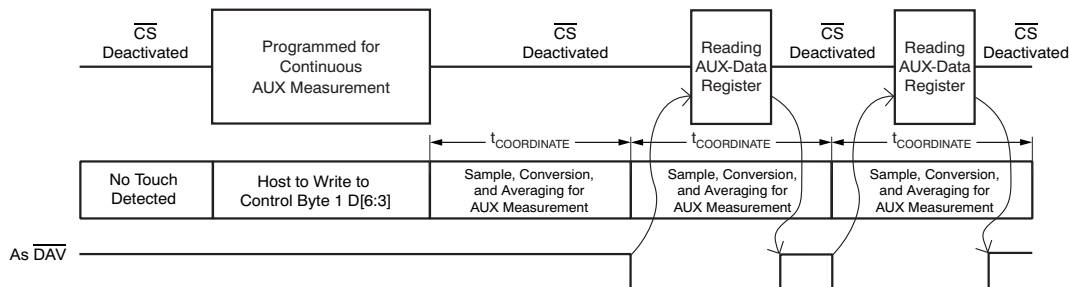 CS
Deactivated
Programmed for
Continuous
AUX Measurement
CS
Deactivated
Reading
AUX-Data
Register
CS
Deactivated
Reading
AUX-Data
Register
CS
Deactivated
tCOORDINATE
tCOORDINATE
tCOORDINATE
No Touch
Detected
Host to Write to
Control Byte 1 D[6:3]
Sample, Conversion,
and Averaging for
AUX Measurement
Sample, Conversion,
and Averaging for
AUX Measurement
Sample, Conversion,
and Averaging for
AUX Measurement
As DAV